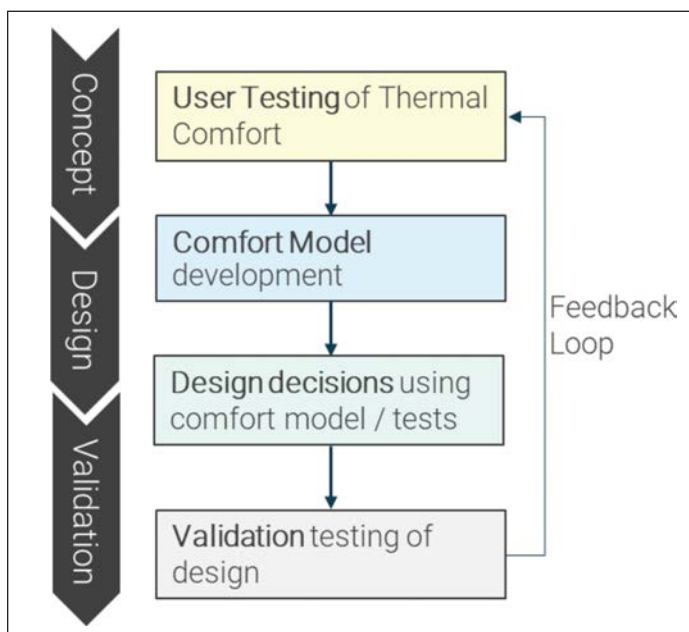 Concept
Design
Validation
User Testing of Thermal
Comfort
Comfort Model
development
Design decisions using
comfort model / tests
Validation testing of
design
Feedback
Loop